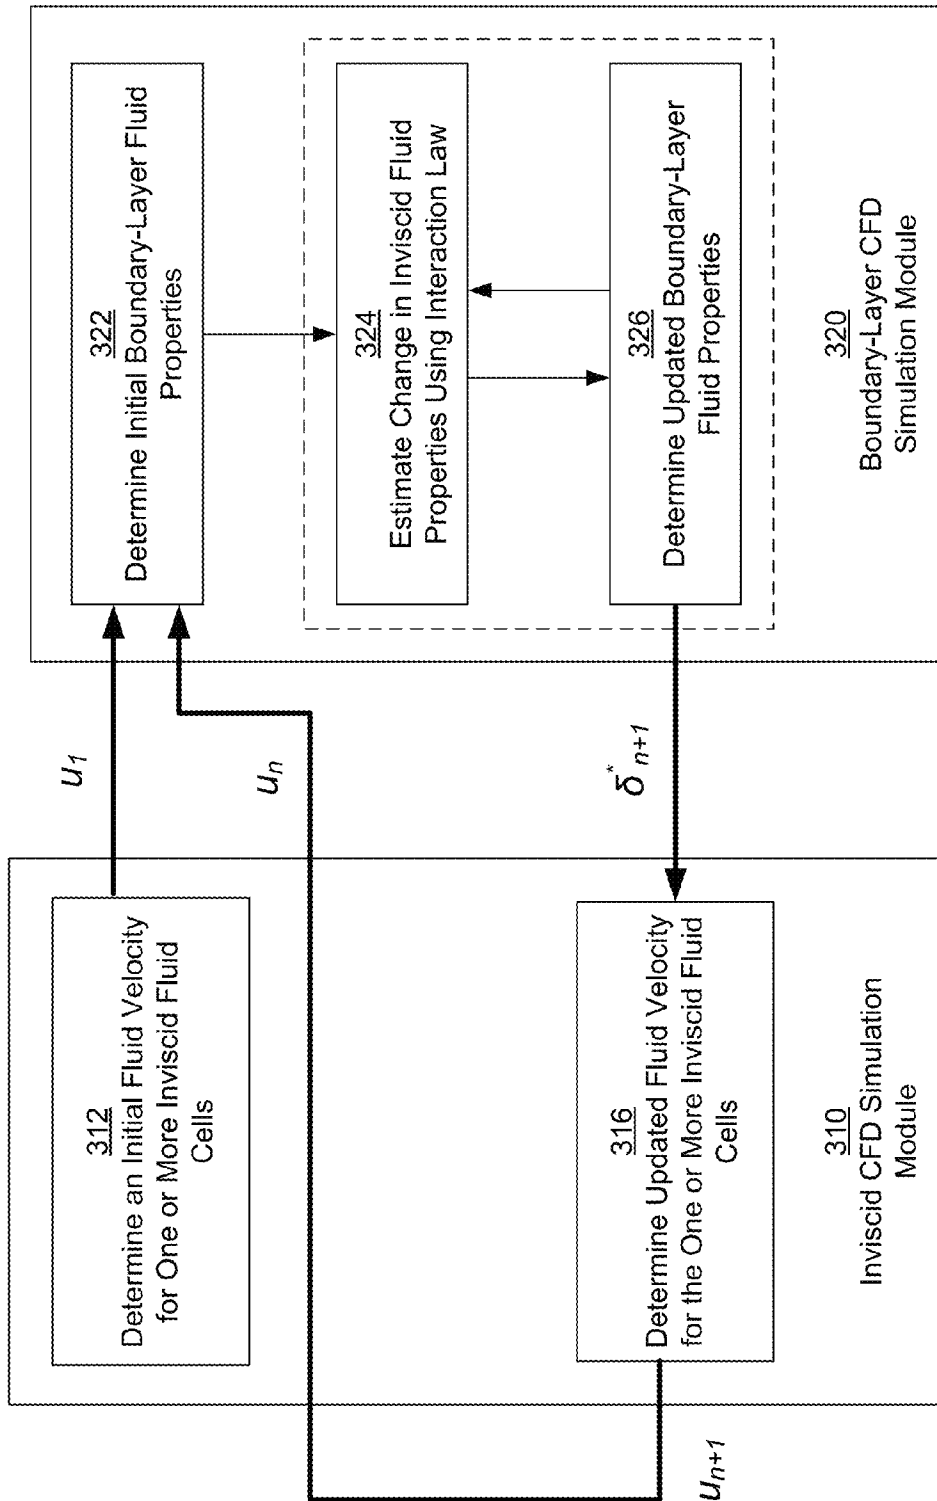 312
Determine an Initial Fluid Velocity
for One or More Inviscid Fluid
Cells
316
Determine Updated Fluid Velocity
for the One or More Inviscid Fluid
Cells
310
Inviscid CFD Simulation
Module
u1
un
δ*n+1
un+1
322
Determine Initial Boundary-Layer Fluid
Properties
324
Estimate Change in Inviscid Fluid
Properties Using Interaction Law
326
Determine Updated Boundary-Layer
Fluid Properties
320
Boundary-Layer CFD
Simulation Module